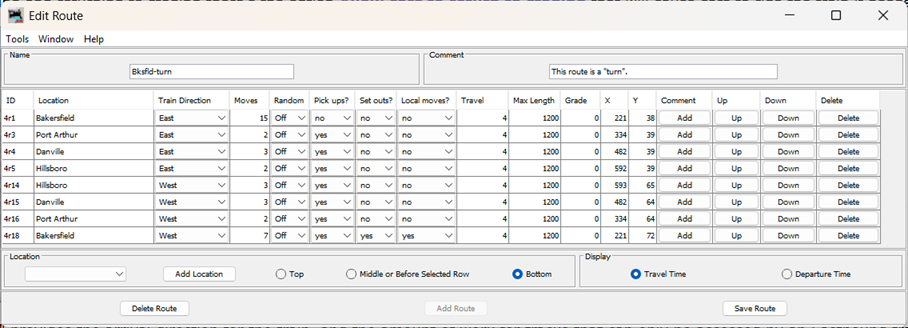 Edit Route
Tools Window Help
Name
Comment
Bksfld-turn
This route is a "turn".
ID Location Train Direction Moves Random Pick ups? Set outs? Local moves? Travel Max Length Grade X Y Comment Up Down Delete
4r1 Bakersfield East 15 Off no no no 4 1200 0 221 38 Add Up Down Delete
4r3 Port Arthur East 2 Off yes no no 4 1200 0 334 39 Add Up Down Delete
4r4 Danville East 3 Off yes no no 4 1200 0 482 39 Add Up Down Delete
4r5 Hillsboro East 3 Off yes no no 4 1200 0 592 39 Add Up Down Delete
4r14 Hillsboro West 3 Off yes no no 4 1200 0 593 65 Add Up Down Delete
4r15 Danville West 3 Off yes no no 4 1200 0 482 64 Add Up Down Delete
4r16 Port Arthur West 2 Off yes no no 4 1200 0 334 64 Add Up Down Delete
4r18 Bakersfield West 7 Off yes yes yes 4 1200 0 221 72 Add Up Down Delete
Location
Display
Add Location Top Middle or Before Selected Row Bottom Travel Time Departure Time
Delete Route Add Route Save Route